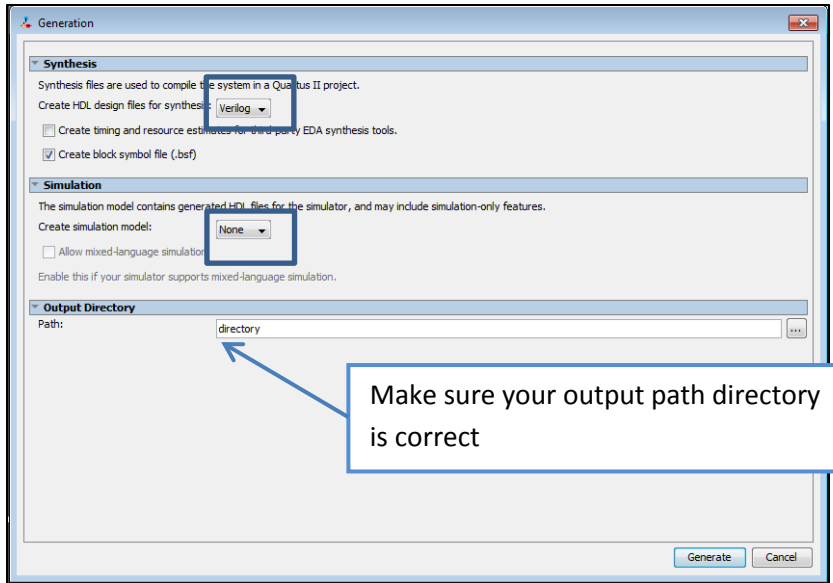 Generation
Synthesis
Synthesis files are used to compile the system in a Quartus II project.
Create HDL design files for synthesis: Verilog
Create timing and resource estimates for third-party EDA synthesis tools.
Create block symbol file (.bsf)
Simulation
The simulation model contains generated HDL files for the simulator, and may include simulation-only features.
Create simulation model: None
Allow mixed-language simulation
Enable this if your simulator supports mixed-language simulation.
Output Directory
Path: directory ...
Make sure your output path directory
is correct
Generate Cancel